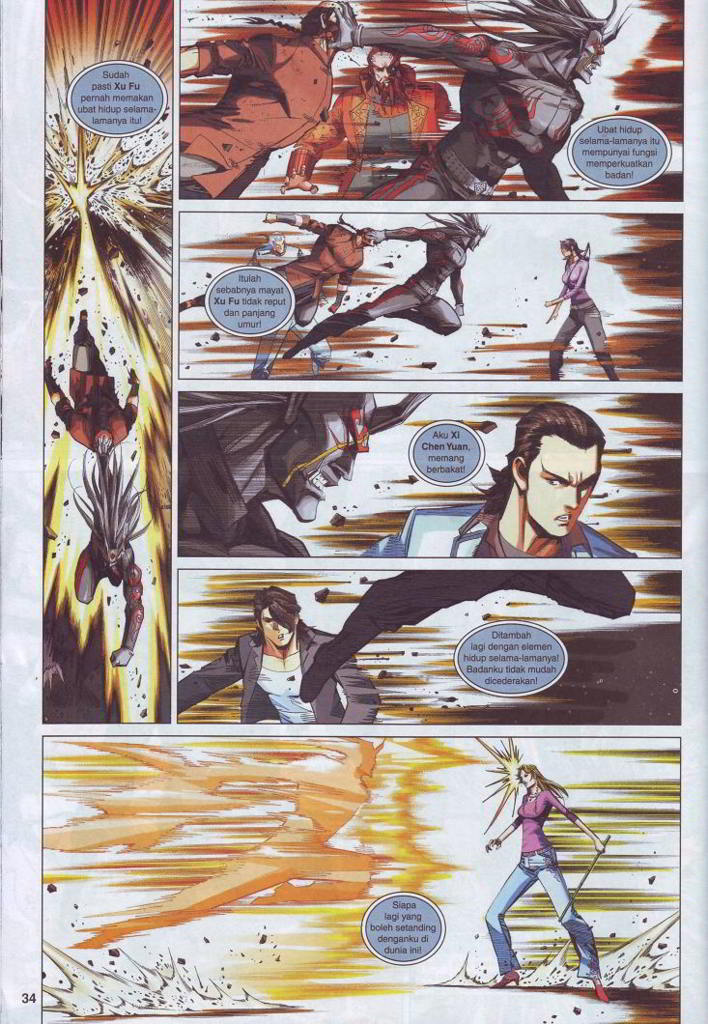 Sudah
pasti Xu Fu
pernah memakan
ubat hidup selama-
lamanya itu!
Ubat hidup
selama-lamanya itu
mempunyai fungsi
memperkuatkan
badan!
Itulah
sebabnya mayat
Xu Fu tidak reput
dan panjang
umur!
Aku Xi
Chen Yuan,
memang
berbakat!
Ditambah
lagi dengan elemen
hidup selama-lamanya!
Badanku tidak mudah
dicederakan!
Siapa
lagi yang
boleh setanding
denganku di
dunia ini!
34